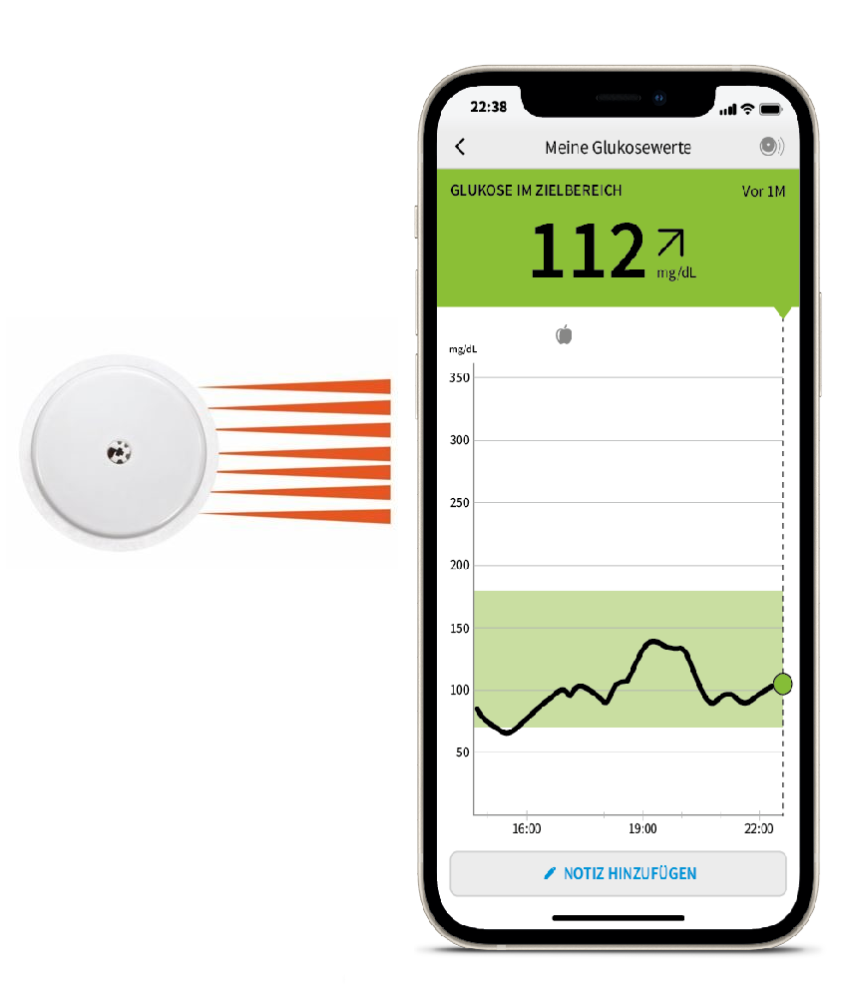 22:38
Meine Glukosewerte
GLUKOSE IM ZIELBEREICH
Vor 1M
112
mg/dL
mg/dL
350
300
250
200
150
100
50
16:00
19:00
22:00
NOTIZ HINZUFÜGEN